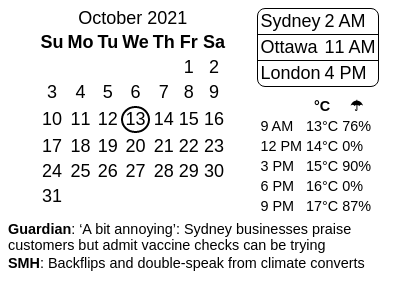 October 2021
Su Mo Tu We Th Fr Sa
1 2
3 4 5 6 7 8 9
10 11 12 13 14 15 16
17 18 19 20 21 22 23
24 25 26 27 28 29 30
31
Sydney 2 AM
Ottawa 11 AM
London 4 PM
°C ☂
9 AM 13°C 76%
12 PM 14°C 0%
3 PM 15°C 90%
6 PM 16°C 0%
9 PM 17°C 87%
Guardian: ‘A bit annoying’: Sydney businesses praise
customers but admit vaccine checks can be trying
SMH: Backflips and double-speak from climate converts